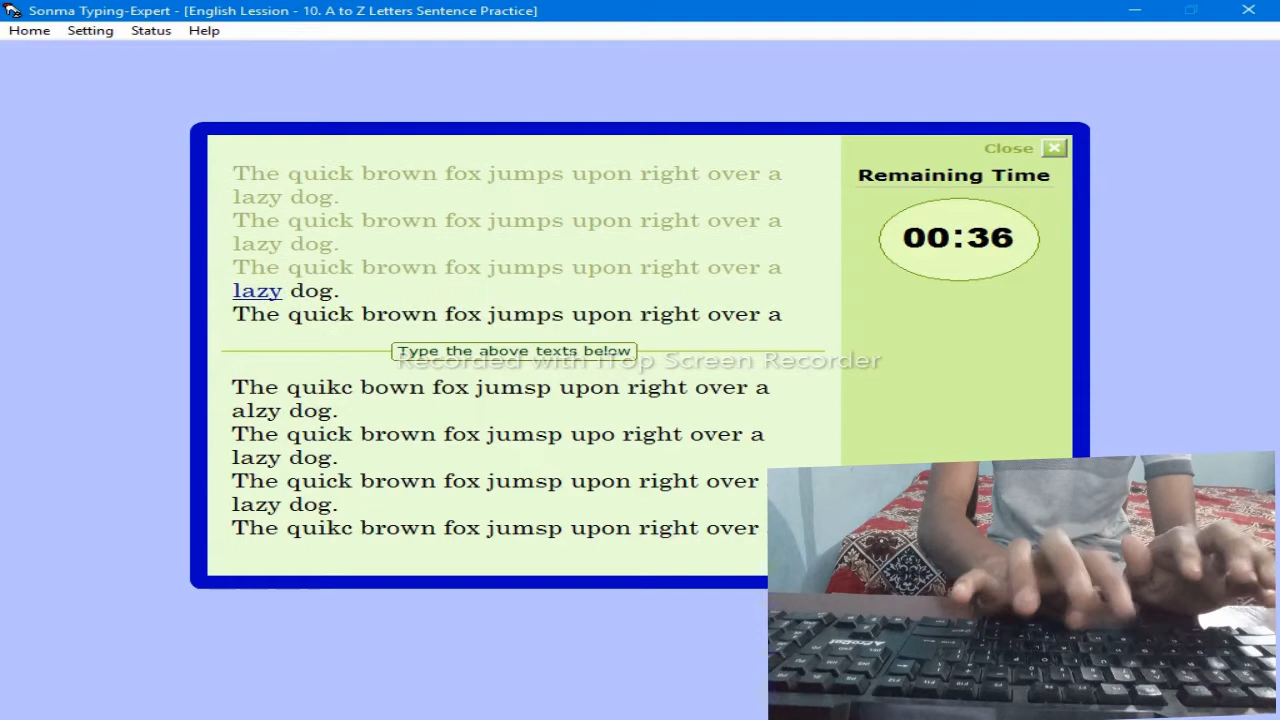 Sonma Typing-Expert - [English Lession - 10. A to Z Letters Sentence Practice]
Home Setting Status Help
Close
Remaining Time
00:36
The quick brown fox jumps upon right over a
lazy dog.
The quick brown fox jumps upon right over a
lazy dog.
The quick brown fox jumps upon right over a
lazy dog.
The quick brown fox jumps upon right over a
Type the above texts below
Recorded with iTop Screen Recorder
The quikc bown fox jumsp upon right over a
alzy dog.
The quick brown fox jumsp upo right over a
lazy dog.
The quick brown fox jumsp upon right over
lazy dog.
The quikc brown fox jumsp upon right over